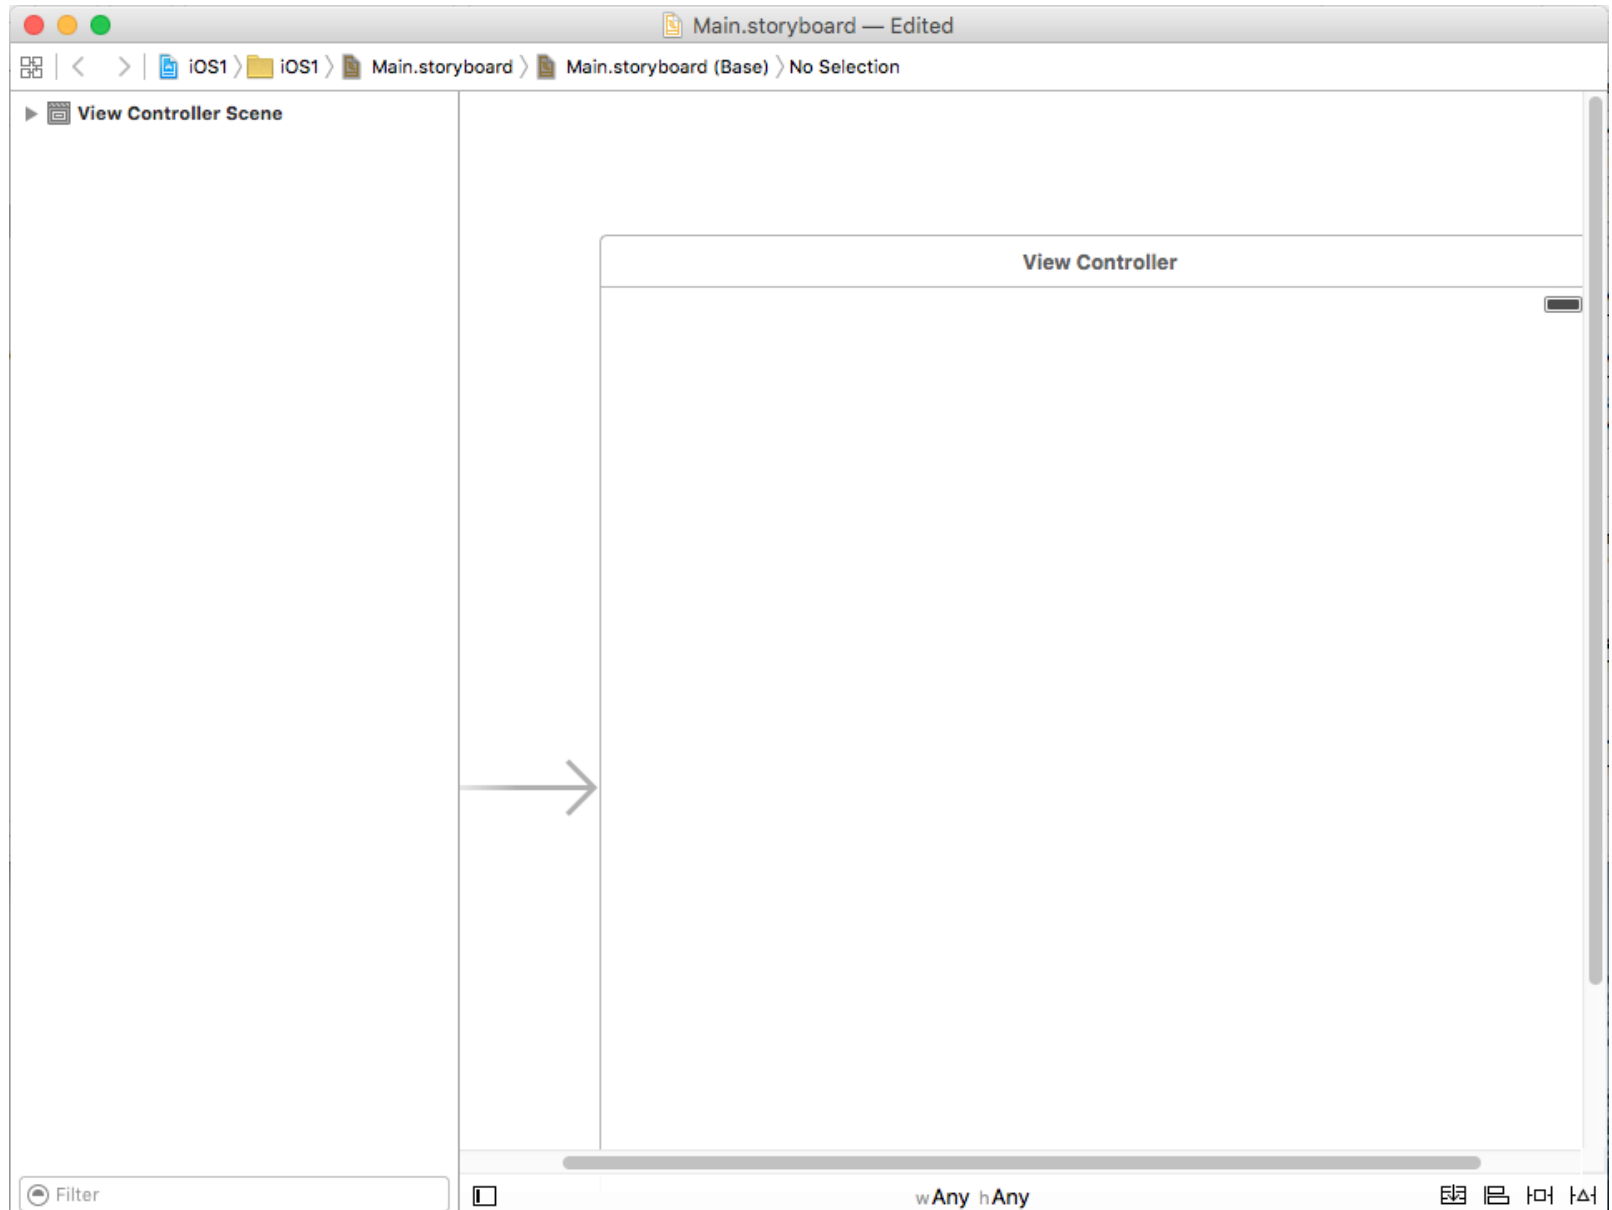 Main.storyboard — Edited
iOS1 iOS1 Main.storyboard Main.storyboard (Base) No Selection
View Controller Scene
View Controller
Filter
wAny hAny